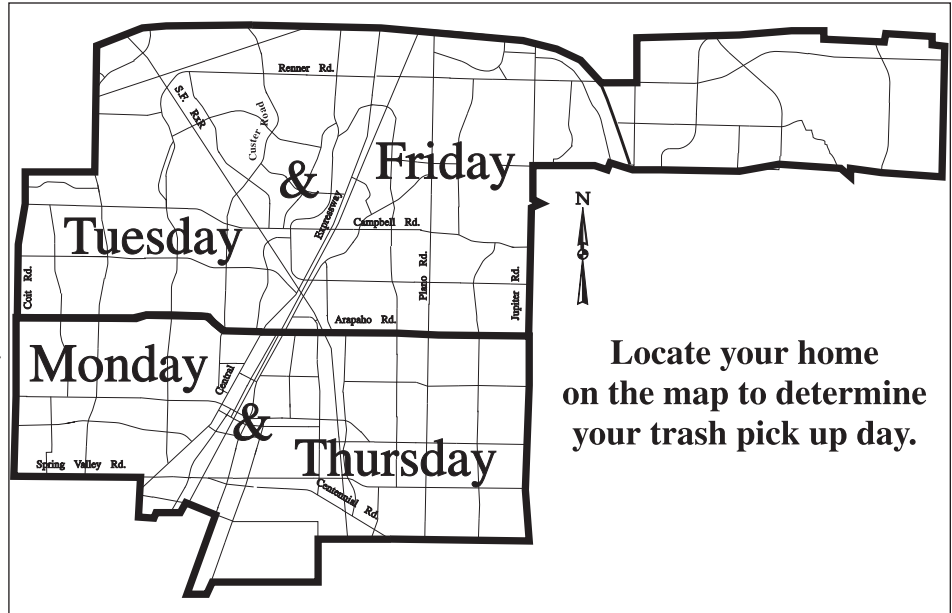 Renner Rd.
S.F. RxR
Custer Road
& Friday
Expressway
Campbell Rd.
Tuesday
N
Coit Rd.
Plano Rd.
Jupiter Rd.
Arapaho Rd.
Monday
Central
&
Thursday
Spring Valley Rd.
Centennial Rd.
Locate your home
on the map to determine
your trash pick up day.